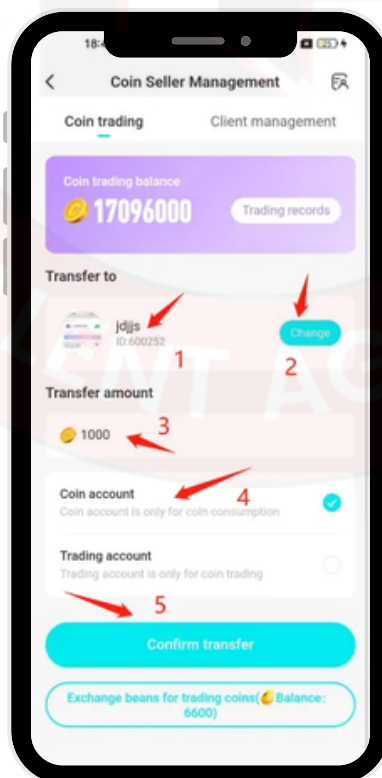 18:4
Coin Seller Management
Coin trading
Client management
Coin trading balance
17096000
Trading records
Transfer to
jdjjs
ID:600252
Change
1
2
Transfer amount
1000
3
Coin account
Coin account is only for coin consumption
4
Trading account
Trading account is only for coin trading
5
Confirm transfer
Exchange beans for trading coins(Balance:
6600)